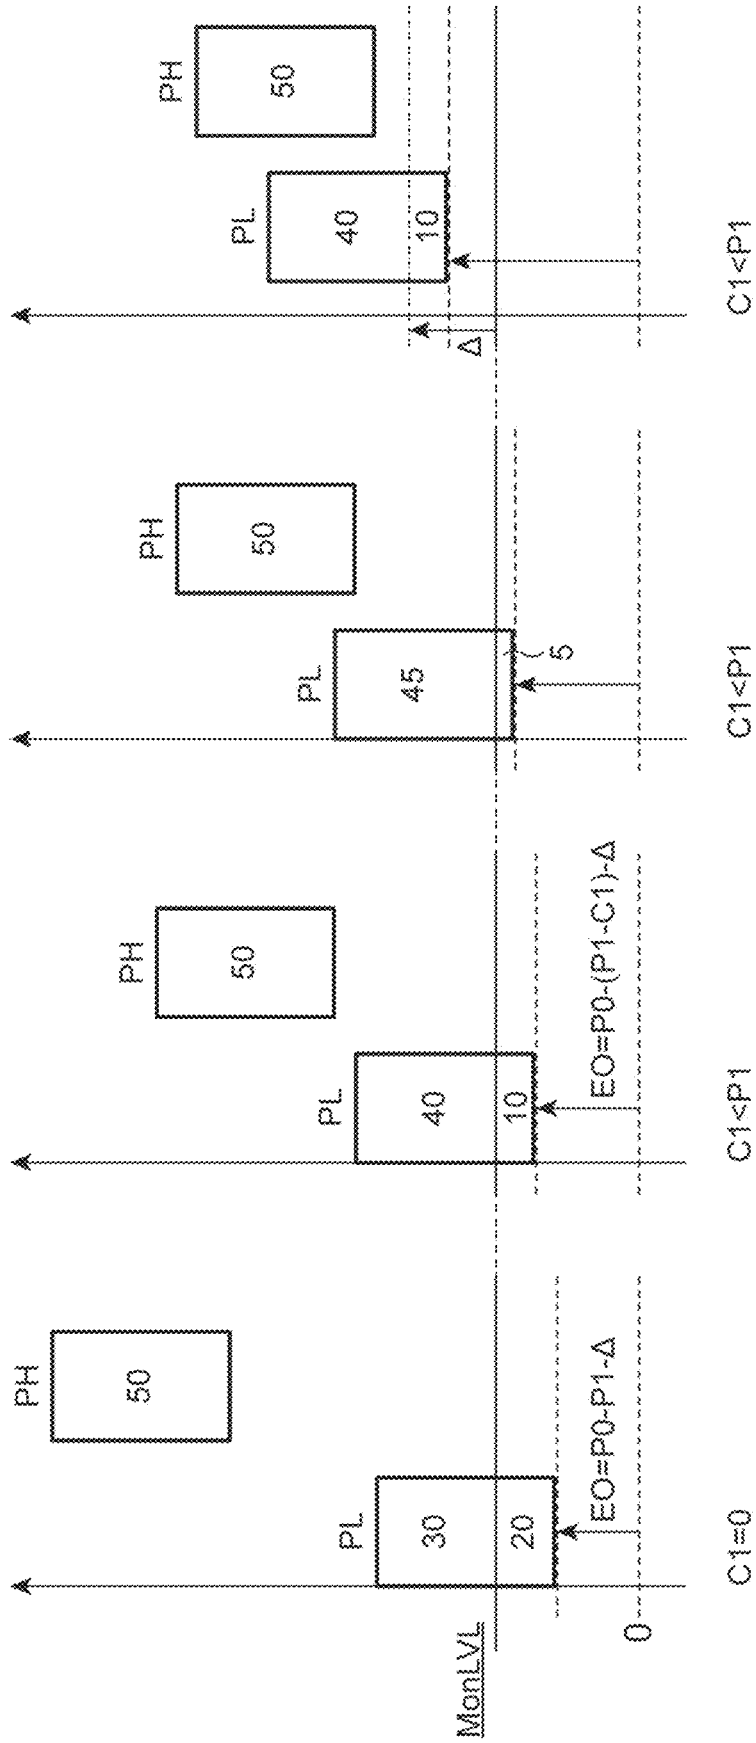 MonLVL
0
PL
30
20
PH
50
EO=P0-P1-Δ
C1=0
PL
40
10
PH
50
EO=P0-(P1-C1)-Δ
C1<P1
PL
45
5
PH
50
C1<P1
Δ
PL
40
10
PH
50
C1<P1